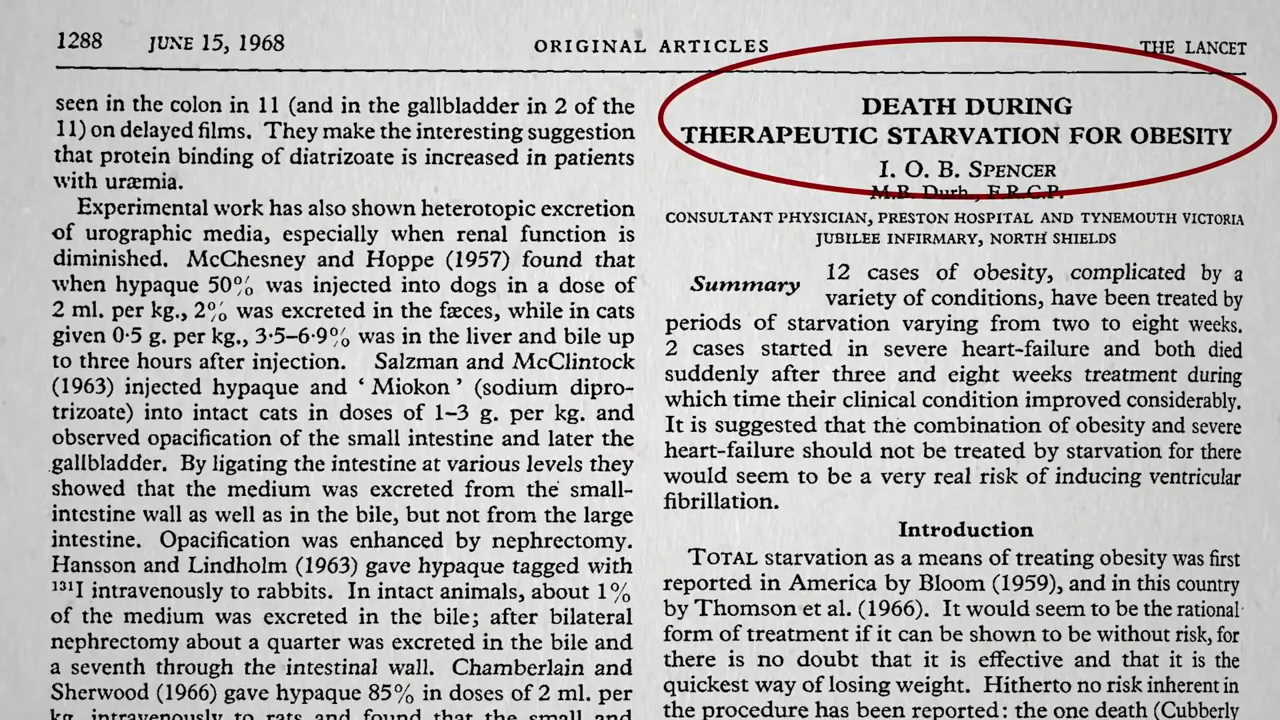 1288 JUNE 15, 1968 ORIGINAL ARTICLES THE LANCET
seen in the colon in 11 (and in the gallbladder in 2 of the
11) on delayed films. They make the interesting suggestion
that protein binding of diatrizoate is increased in patients
with uræmia.
Experimental work has also shown heterotopic excretion
of urographic media, especially when renal function is
diminished. McChesney and Hoppe (1957) found that
when hypaque 50% was injected into dogs in a dose of
2 ml. per kg., 2% was excreted in the fæces, while in cats
given 0·5 g. per kg., 3·5–6·9% was in the liver and bile up
to three hours after injection. Salzman and McClintock
(1963) injected hypaque and ‘ Miokon ’ (sodium dipro-
trizoate) into intact cats in doses of 1–3 g. per kg. and
observed opacification of the small intestine and later the
gallbladder. By ligating the intestine at various levels they
showed that the medium was excreted from the small-
intestine wall as well as in the bile, but not from the large
intestine. Opacification was enhanced by nephrectomy.
Hansson and Lindholm (1963) gave hypaque tagged with
¹³¹I intravenously to rabbits. In intact animals, about 1%
of the medium was excreted in the bile; after bilateral
nephrectomy about a quarter was excreted in the bile and
a seventh through the intestinal wall. Chamberlain and
Sherwood (1966) gave hypaque 85% in doses of 2 ml. per
kg. intravenously to rats and found that the small and
DEATH DURING
THERAPEUTIC STARVATION FOR OBESITY
I. O. B. SPENCER
M.B. Durh., F.R.C.P.
CONSULTANT PHYSICIAN, PRESTON HOSPITAL AND TYNEMOUTH VICTORIA
JUBILEE INFIRMARY, NORTH SHIELDS
Summary 12 cases of obesity, complicated by a
variety of conditions, have been treated by
periods of starvation varying from two to eight weeks.
2 cases started in severe heart-failure and both died
suddenly after three and eight weeks treatment during
which time their clinical condition improved considerably.
It is suggested that the combination of obesity and severe
heart-failure should not be treated by starvation for there
would seem to be a very real risk of inducing ventricular
fibrillation.
Introduction
TOTAL starvation as a means of treating obesity was first
reported in America by Bloom (1959), and in this country
by Thomson et al. (1966). It would seem to be the rational
form of treatment if it can be shown to be without risk, for
there is no doubt that it is effective and that it is the
quickest way of losing weight. Hitherto no risk inherent in
the procedure has been reported: the one death (Cubberly